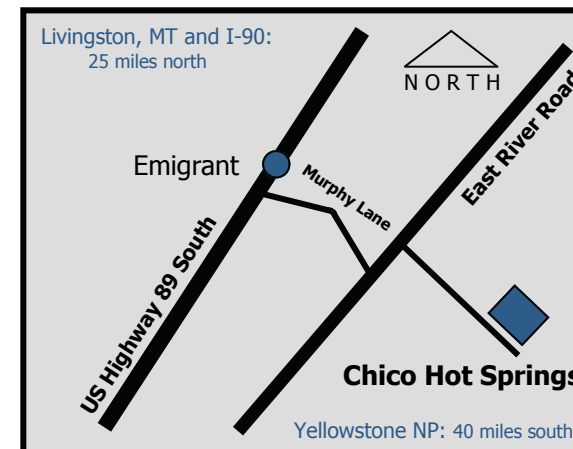 Livingston, MT and I-90:
25 miles north
NORTH
Emigrant
Murphy Lane
East River Road
US Highway 89 South
Chico Hot Springs
Yellowstone NP: 40 miles south